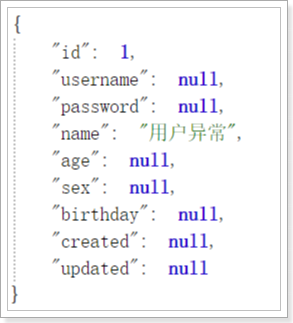 {
"id": 1,
"username": null,
"password": null,
"name": "用户异常",
"age": null,
"sex": null,
"birthday": null,
"created": null,
"updated": null
}